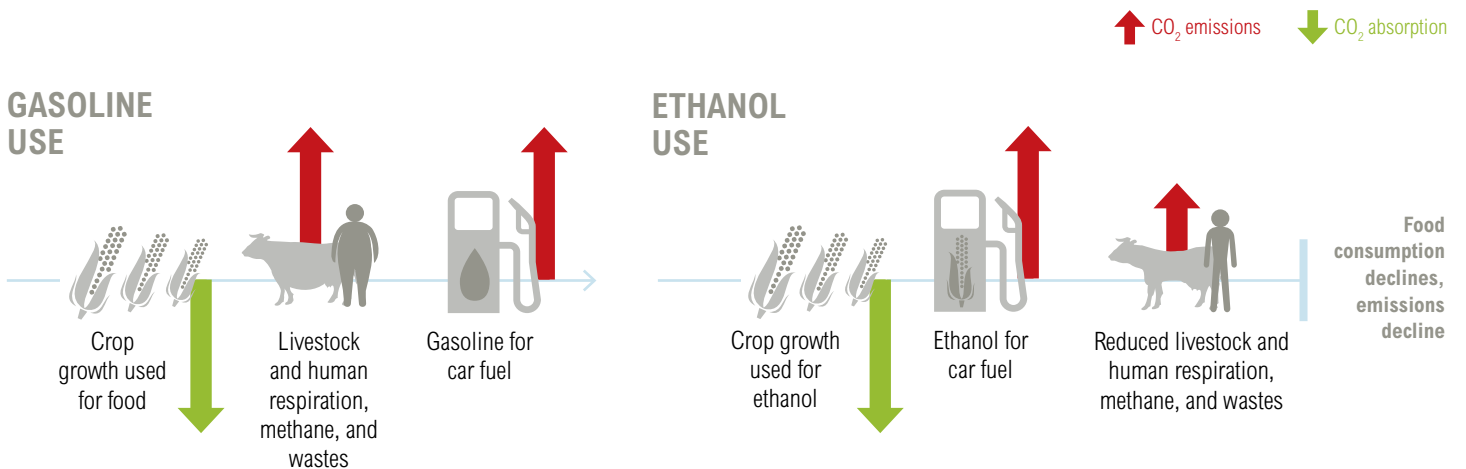 CO₂ emissions
CO₂ absorption
GASOLINE
USE
Crop
growth used
for food
Livestock
and human
respiration,
methane, and
wastes
Gasoline for
car fuel
ETHANOL
USE
Crop growth
used for
ethanol
Ethanol for
car fuel
Reduced livestock and
human respiration,
methane, and wastes
Food
consumption
declines,
emissions
decline